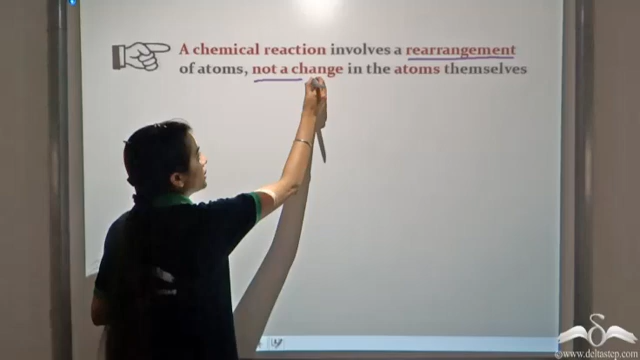 A chemical reaction involves a rearrangement
of atoms, not a change in the atoms themselves
©www.deltastep.com